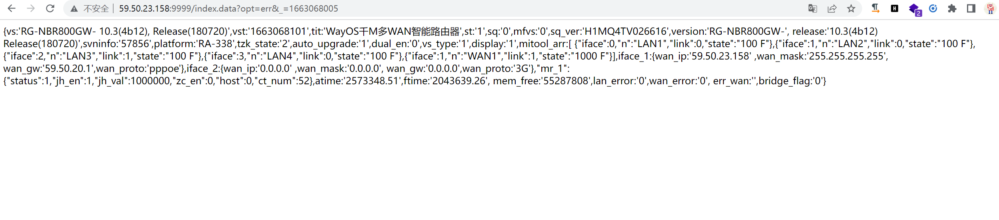 不安全 59.50.23.158:9999/index.data?opt=err&_=1663068005
2
{vs:'RG-NBR800GW- 10.3(4b12), Release(180720)',vst:'1663068101',tit:'WayOS千M多WAN智能路由器',st:'1',sq:'0',mfvs:'0',sq_ver:'H1MQ4TV026616',version:'RG-NBR800GW-', release:'10.3(4b12)
Release(180720)',svninfo:'57856',platform:'RA-338',tzk_state:'2',auto_upgrade:'1',dual_en:'0',vs_type:'1',display:'1',mitool_arr:[ {"iface":0,"n":"LAN1","link":0,"state":"100 F"},{"iface":1,"n":"LAN2","link":0,"state":"100 F"},
{"iface":2,"n":"LAN3","link":1,"state":"100 F"},{"iface":3,"n":"LAN4","link":0,"state":"100 F"},{"iface":1,"n":"WAN1","link":1,"state":"1000 F"}],iface_1:{wan_ip:'59.50.23.158' ,wan_mask:'255.255.255.255',
wan_gw:'59.50.20.1',wan_proto:'pppoe'},iface_2:{wan_ip:'0.0.0.0' ,wan_mask:'0.0.0.0', wan_gw:'0.0.0.0',wan_proto:'3G'},"mr_1":
{"status":1,"jh_en":1,"jh_val":1000000,"zc_en":0,"host":0,"ct_num":52},atime:'2573348.51',ftime:'2043639.26', mem_free:'55287808',lan_error:'0',wan_error:'0', err_wan:'',bridge_flag:'0'}